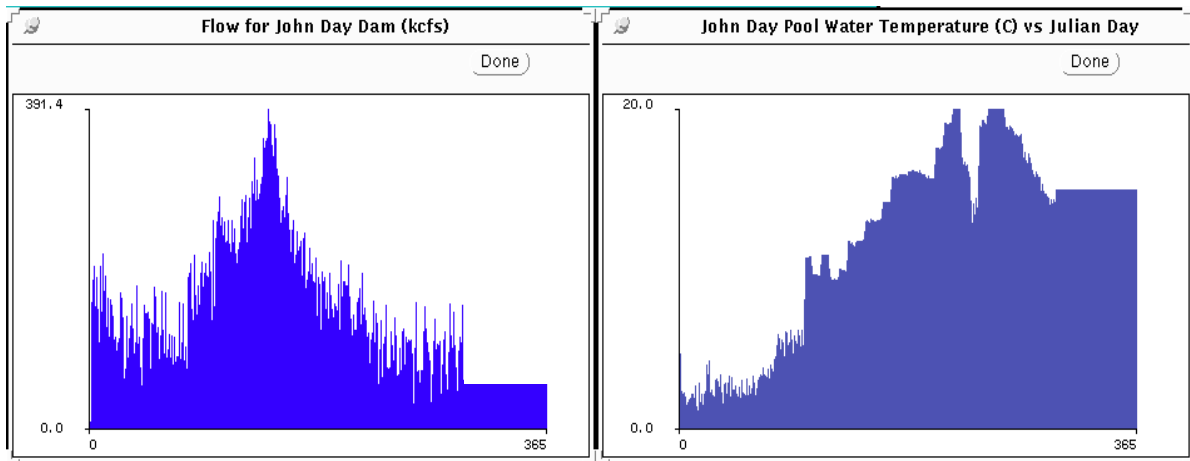 Flow for John Day Dam (kcfs)
Done
391.4
0.0
0
365
John Day Pool Water Temperature (C) vs Julian Day
Done
20.0
0.0
0
365